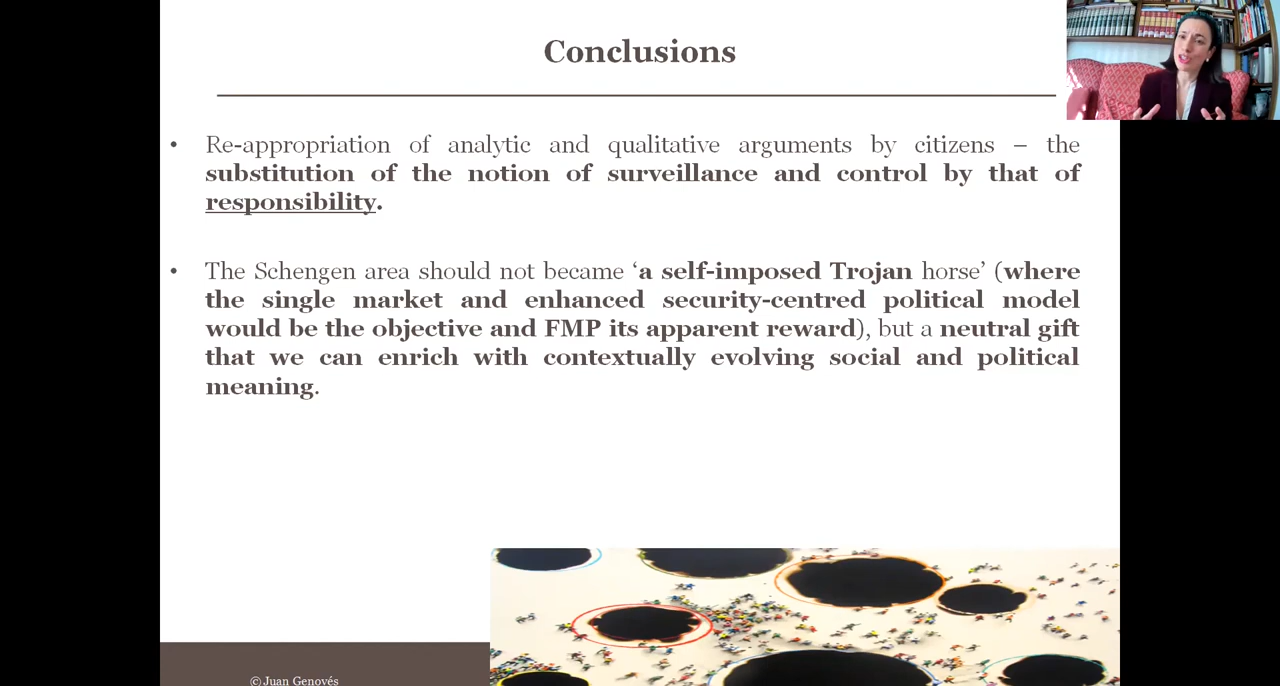 Conclusions
• Re-appropriation of analytic and qualitative arguments by citizens – the
substitution of the notion of surveillance and control by that of
responsibility.
• The Schengen area should not became ‘a self-imposed Trojan horse’ (where
the single market and enhanced security-centred political model
would be the objective and FMP its apparent reward), but a neutral gift
that we can enrich with contextually evolving social and political
meaning.
©Juan Genovés